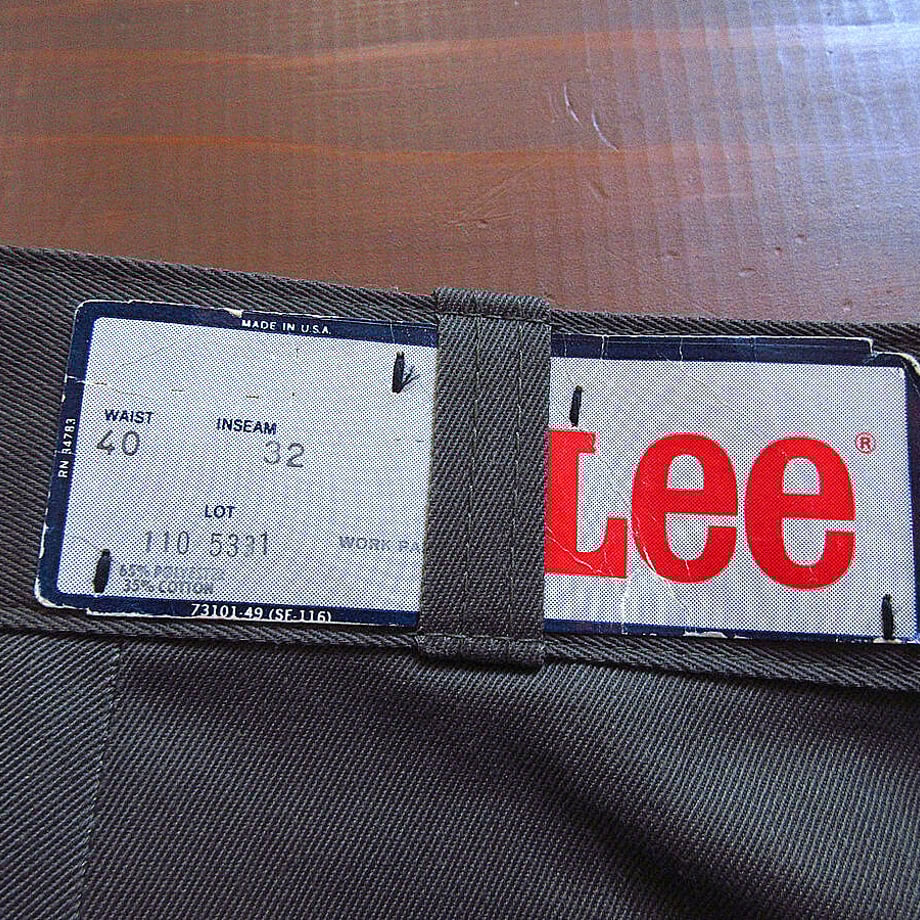 MADE IN U.S.A.
WAIST
40
INSEAM
32
RN 94783
LOT
110 5331
WORK PA
65% POLYESTER
35% COTTON
73101-49 (SF-116)
Lee®